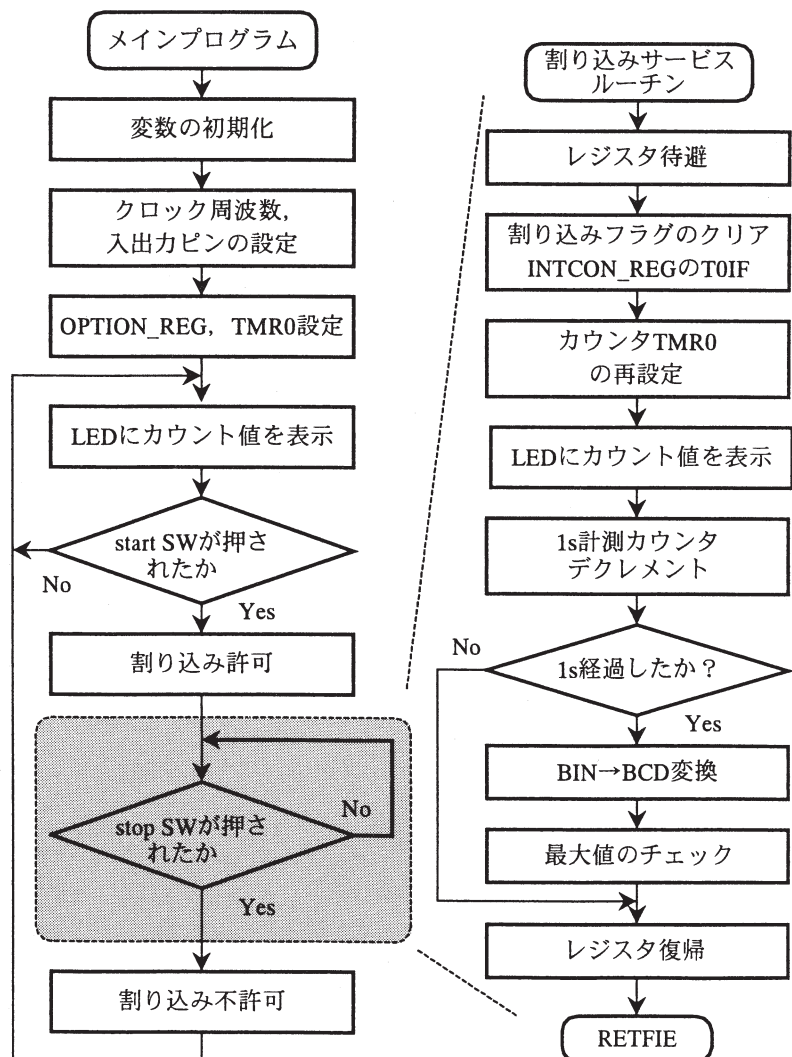 メインプログラム
変数の初期化
クロック周波数,
入出力ピンの設定
OPTION_REG, TMR0設定
LEDにカウント値を表示
start SWが押さ
れたか
No
Yes
割り込み許可
stop SWが押さ
れたか
No
Yes
割り込み不許可
割り込みサービス
ルーチン
レジスタ待避
割り込みフラグのクリア
INTCON_REGのT0IF
カウンタTMR0
の再設定
LEDにカウント値を表示
1s計測カウンタ
デクレメント
No
1s経過したか？
Yes
BIN→BCD変換
最大値のチェック
レジスタ復帰
RETFIE